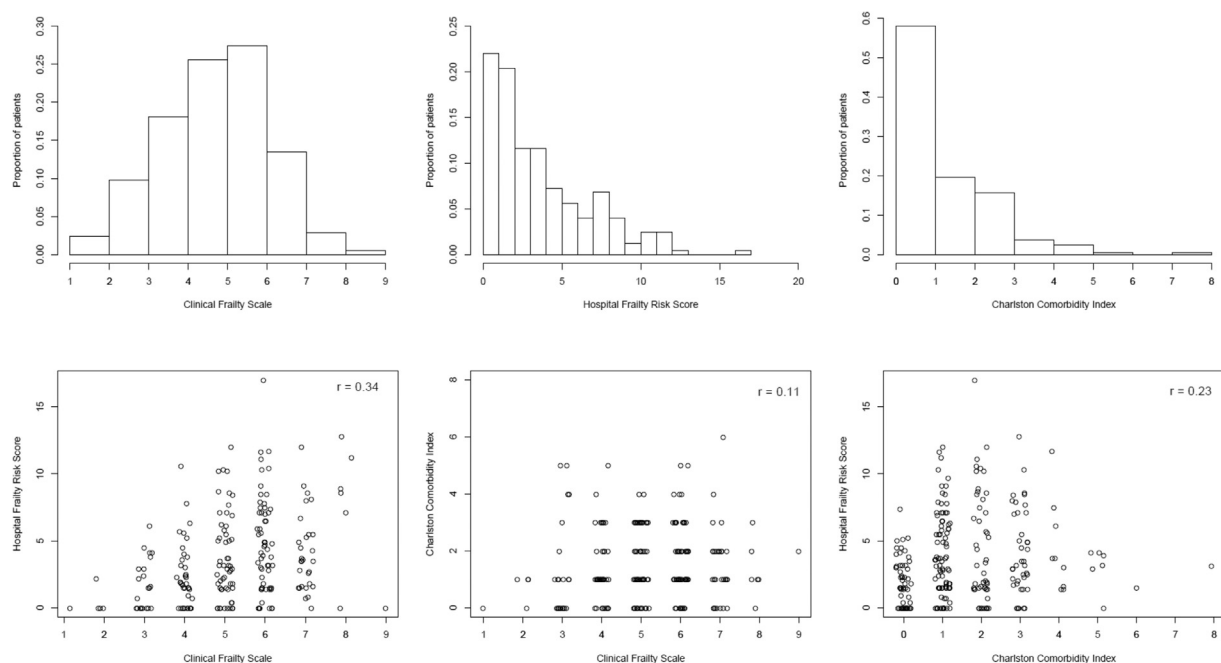 0.00 0.05 0.10 0.15 0.20 0.25 0.30
Proportion of patients
1 2 3 4 5 6 7 8 9
Clinical Frailty Scale
0.00 0.05 0.10 0.15 0.20 0.25
Proportion of patients
0 5 10 15 20
Hospital Frailty Risk Score
0.0 0.1 0.2 0.3 0.4 0.5 0.6
Proportion of patients
0 1 2 3 4 5 6 7 8
Charlston Comorbidity Index
r = 0.34
0 5 10 15
Hospital Frailty Risk Score
1 2 3 4 5 6 7 8 9
Clinical Frailty Scale
r = 0.11
0 2 4 6 8
Charlston Comorbidity Index
1 2 3 4 5 6 7 8 9
Clinical Frailty Scale
r = 0.23
0 5 10 15
Hospital Frailty Risk Score
0 1 2 3 4 5 6 8
Charlston Comorbidity Index